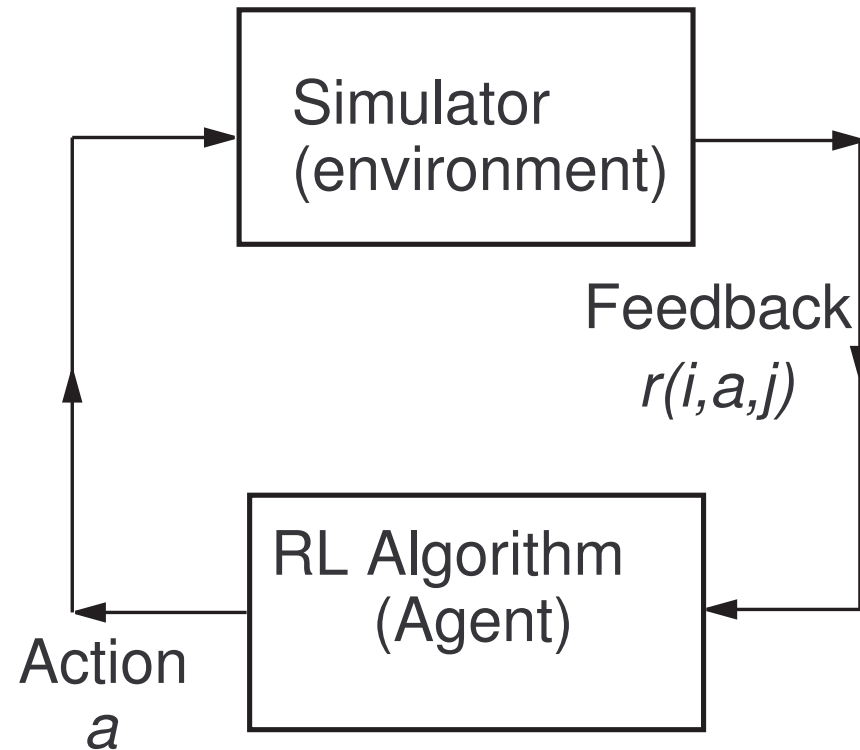 Simulator
(environment)
Feedback
r(i,a,j)
RL Algorithm
(Agent)
Action
a